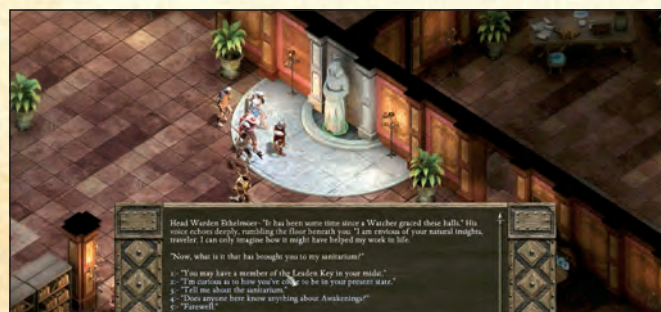 Head Warden Ethelmoer- "It has been some time since a Watcher graced these halls." His
voice echoes deeply, rumbling the floor beneath you. "I am envious of your natural insights,
traveler. I can only imagine how it might have helped my work in life.
"Now, what is it that has brought you to my sanitarium?"
1:- "You may have a member of the Leaden Key in your midst."
2:- "I'm curious as to how you've come to be in your present state."
3:- "Tell me about the sanitarium."
4:- "Does anyone here know anything about Awakenings?"
5:- "Farewell."